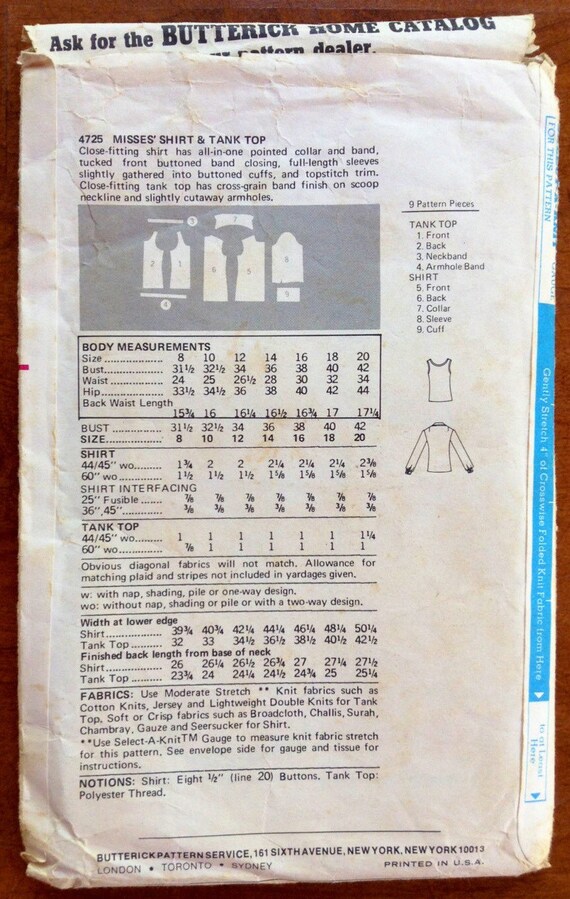 Ask for the BUTTERICK HOME CATALOG
pattern dealer.
4725 MISSES' SHIRT & TANK TOP
Close-fitting shirt has all-in-one pointed collar and band,
tucked front buttoned band closing, full-length sleeves
slightly gathered into buttoned cuffs, and topstitch trim.
Close-fitting tank top has cross-grain band finish on scoop
neckline and slightly cutaway armholes.
3 7
2 1 6 5 8
4 9
9 Pattern Pieces
TANK TOP
1. Front
2. Back
3. Neckband
4. Armhole Band
SHIRT
5. Front
6. Back
7. Collar
8. Sleeve
9. Cuff
BODY MEASUREMENTS
Size 8 10 12 14 16 18 20
Bust 31½ 32½ 34 36 38 40 42
Waist 24 25 26½ 28 30 32 34
Hip 33½ 34½ 36 38 40 42 44
Back Waist Length
15¾ 16 16¼ 16½ 16¾ 17 17¼
BUST 31½ 32½ 34 36 38 40 42
SIZE 8 10 12 14 16 18 20
SHIRT
44/45" wo 1¾ 2 2 2¼ 2¼ 2¼ 2⅜
60" wo 1½ 1½ 1½ 1⅝ 1⅝ 1⅝ 1⅝
SHIRT INTERFACING
25" Fusible ⅞ ⅞ ⅞ ⅞ ⅞ ⅞ ⅞
36", 45" ⅜ ⅜ ⅜ ⅜ ⅜ ⅜ ⅜
TANK TOP
44/45" wo 1 1 1 1 1 1 1¼
60" wo ⅞ 1 1 1 1 1 1
Obvious diagonal fabrics will not match. Allowance for
matching plaid and stripes not included in yardages given.
w: with nap, shading, pile or one-way design.
wo: without nap, shading, pile or with a two-way design.
Width at lower edge
Shirt 39¾ 40¾ 42¼ 44¼ 46¼ 48¼ 50¼
Tank Top 32 33 34½ 36½ 38½ 40½ 42½
Finished back length from base of neck
Shirt 26 26¼ 26½ 26¾ 27 27¼ 27½
Tank Top 23¾ 24 24¼ 24½ 24¾ 25 25¼
FABRICS: Use Moderate Stretch ** Knit fabrics such as
Cotton Knits, Jersey and Lightweight Double Knits for Tank
Top. Soft or Crisp fabrics such as Broadcloth, Challis, Surah,
Chambray, Gauze and Seersucker for Shirt.
**Use Select-A-Knit™ Gauge to measure knit fabric stretch
for this pattern. See envelope side for gauge and tissue for
instructions.
NOTIONS: Shirt: Eight ½" (line 20) Buttons. Tank Top:
Polyester Thread.
BUTTERICK PATTERN SERVICE, 161 SIXTH AVENUE, NEW YORK, NEW YORK 10013
LONDON • TORONTO • SYDNEY PRINTED IN U.S.A.
FOR THIS PATTERN
Gently Stretch 4" of Crosswise Folded Knit Fabric from Here
to at Least
Here